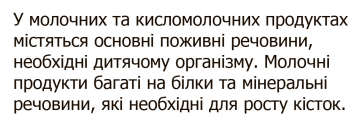 У молочних та кисломолочних продуктах
містяться основні поживні речовини,
необхідні дитячому організму. Молочні
продукти багаті на білки та мінеральні
речовини, які необхідні для росту кісток.